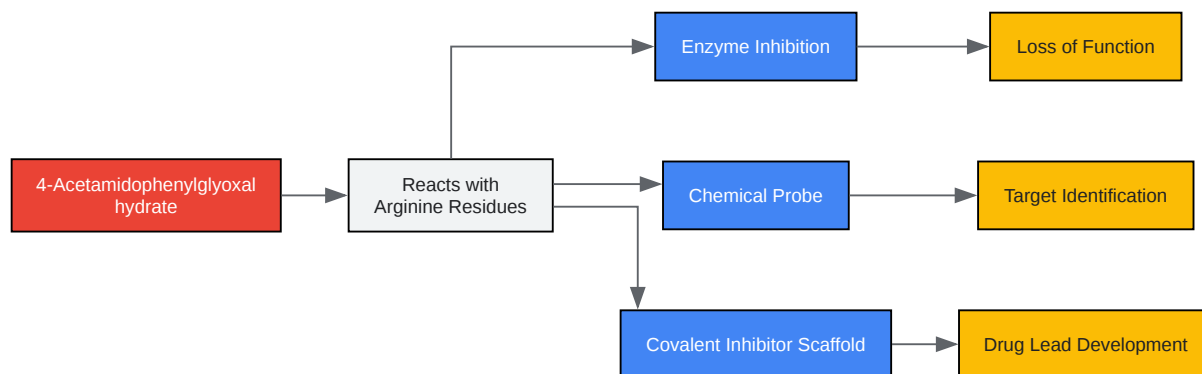 Enzyme Inhibition
Loss of Function
4-Acetamidophenylglyoxal
hydrate
Reacts with
Arginine Residues
Chemical Probe
Target Identification
Covalent Inhibitor Scaffold
Drug Lead Development